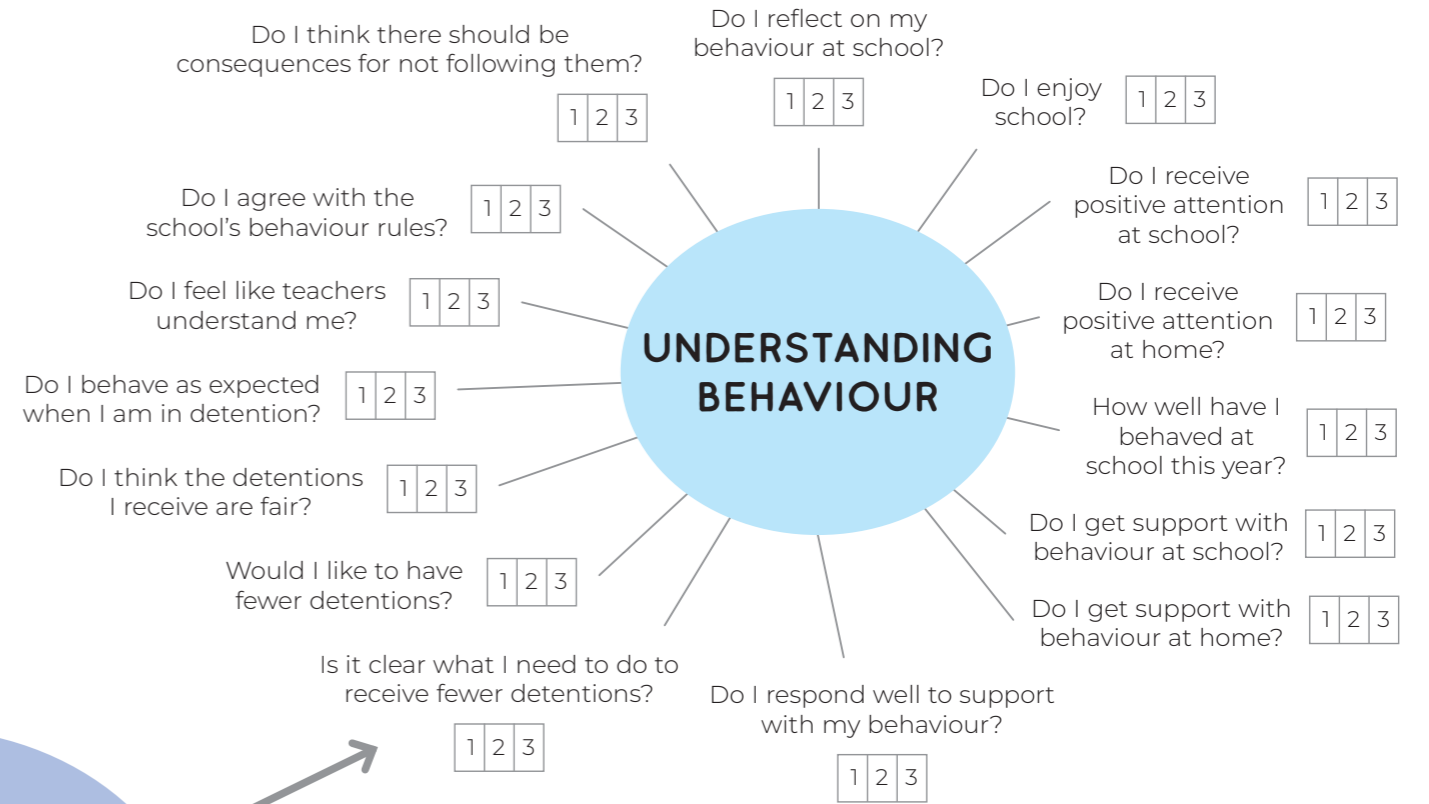 Do I think there should be
consequences for not following them?
1 2 3
Do I reflect on my
behaviour at school?
1 2 3
Do I enjoy
school?
1 2 3
Do I receive
positive attention
at school?
1 2 3
Do I receive
positive attention
at home?
1 2 3
How well have I
behaved at
school this year?
1 2 3
Do I get support with
behaviour at school?
1 2 3
Do I get support with
behaviour at home?
1 2 3
Do I respond well to support
with my behaviour?
1 2 3
Is it clear what I need to do to
receive fewer detentions?
1 2 3
Would I like to have
fewer detentions?
1 2 3
Do I think the detentions
I receive are fair?
1 2 3
Do I behave as expected
when I am in detention?
1 2 3
Do I feel like teachers
understand me?
1 2 3
Do I agree with the
school's behaviour rules?
1 2 3
UNDERSTANDING
BEHAVIOUR